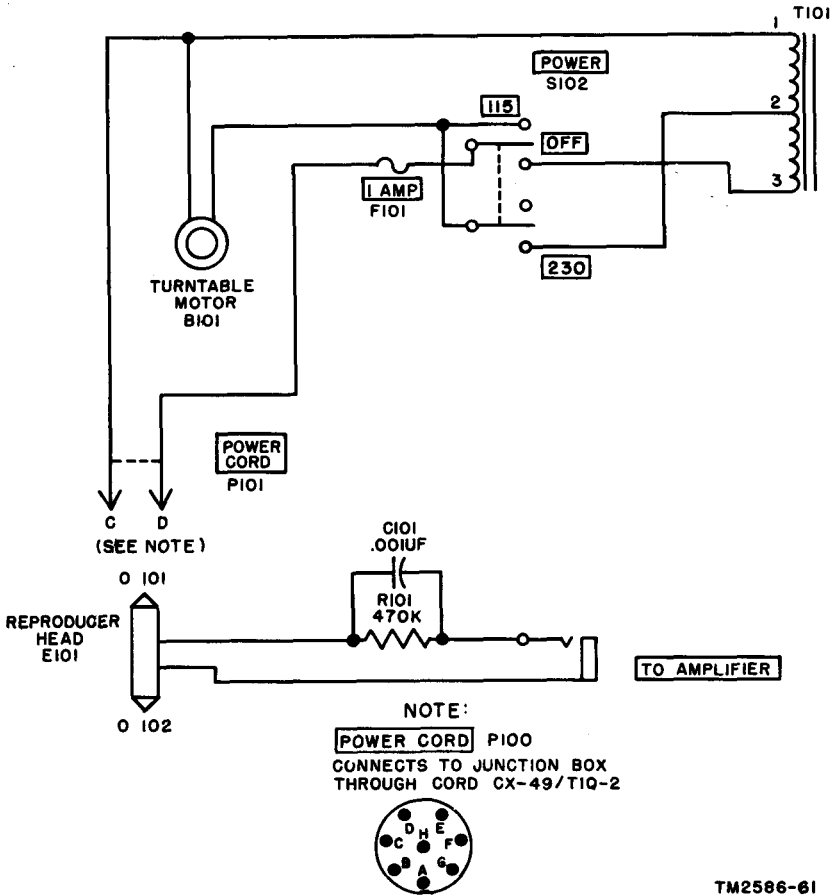 T101
1
2
3
POWER
S102
115
OFF
1 AMP
F101
230
TURNTABLE
MOTOR
B101
POWER
CORD
P101
C D
(SEE NOTE)
O 101
REPRODUCER
HEAD
E101
O 102
C101
.001UF
R101
470K
TO AMPLIFIER
NOTE:
POWER CORD P100
CONNECTS TO JUNCTION BOX
THROUGH CORD CX-49/TIQ-2
D E
H
C F
B G
A
TM2586-61